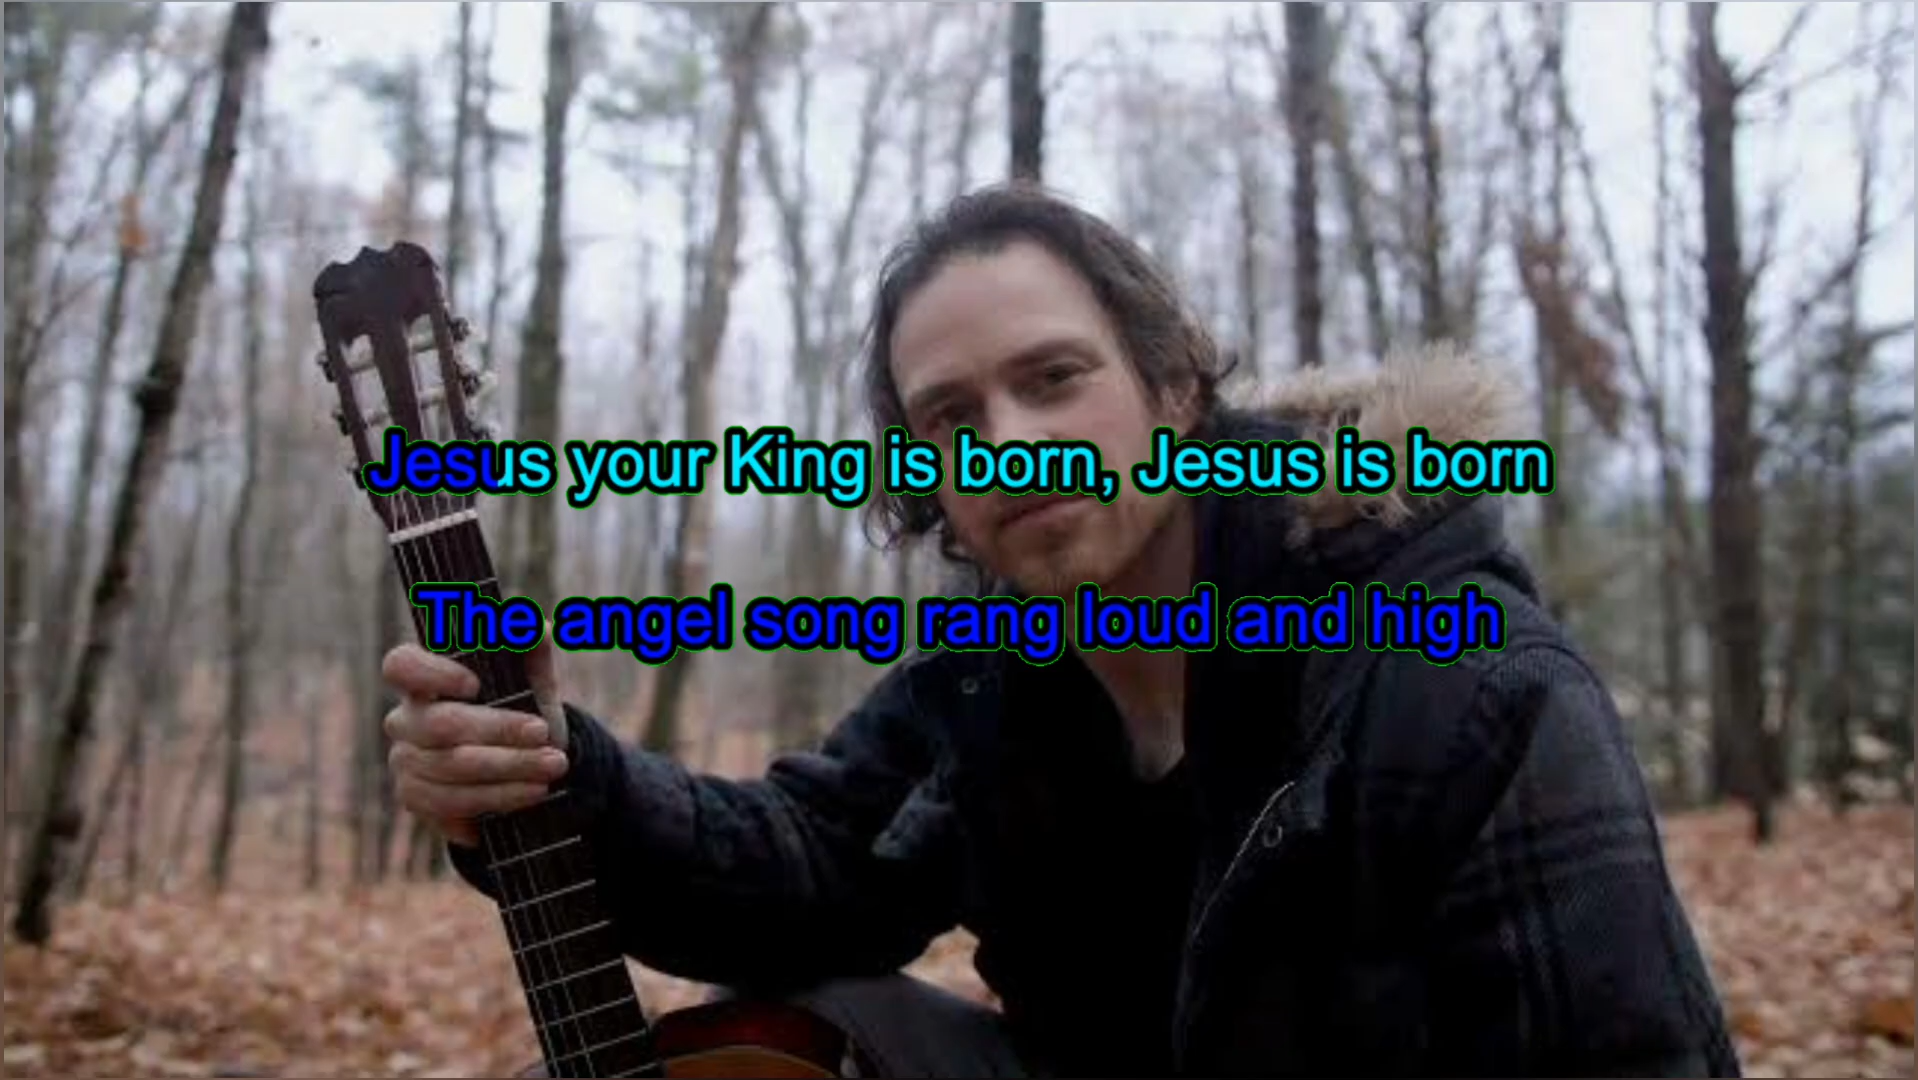 Jesus your King is born, Jesus is born
The angel song rang loud and high